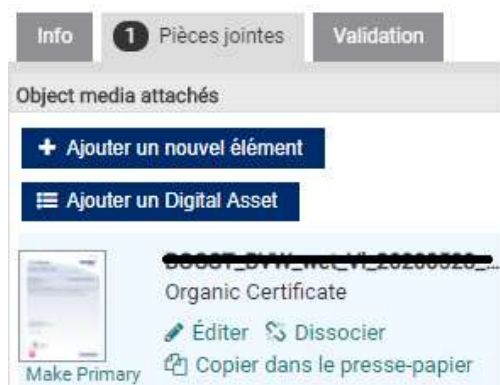 Info
1 Pièces jointes
Validation
Object media attachés
Ajouter un nouvel élément
Ajouter un Digital Asset
Organic Certificate
Éditer Dissocier
Make Primary
Copier dans le presse-papier